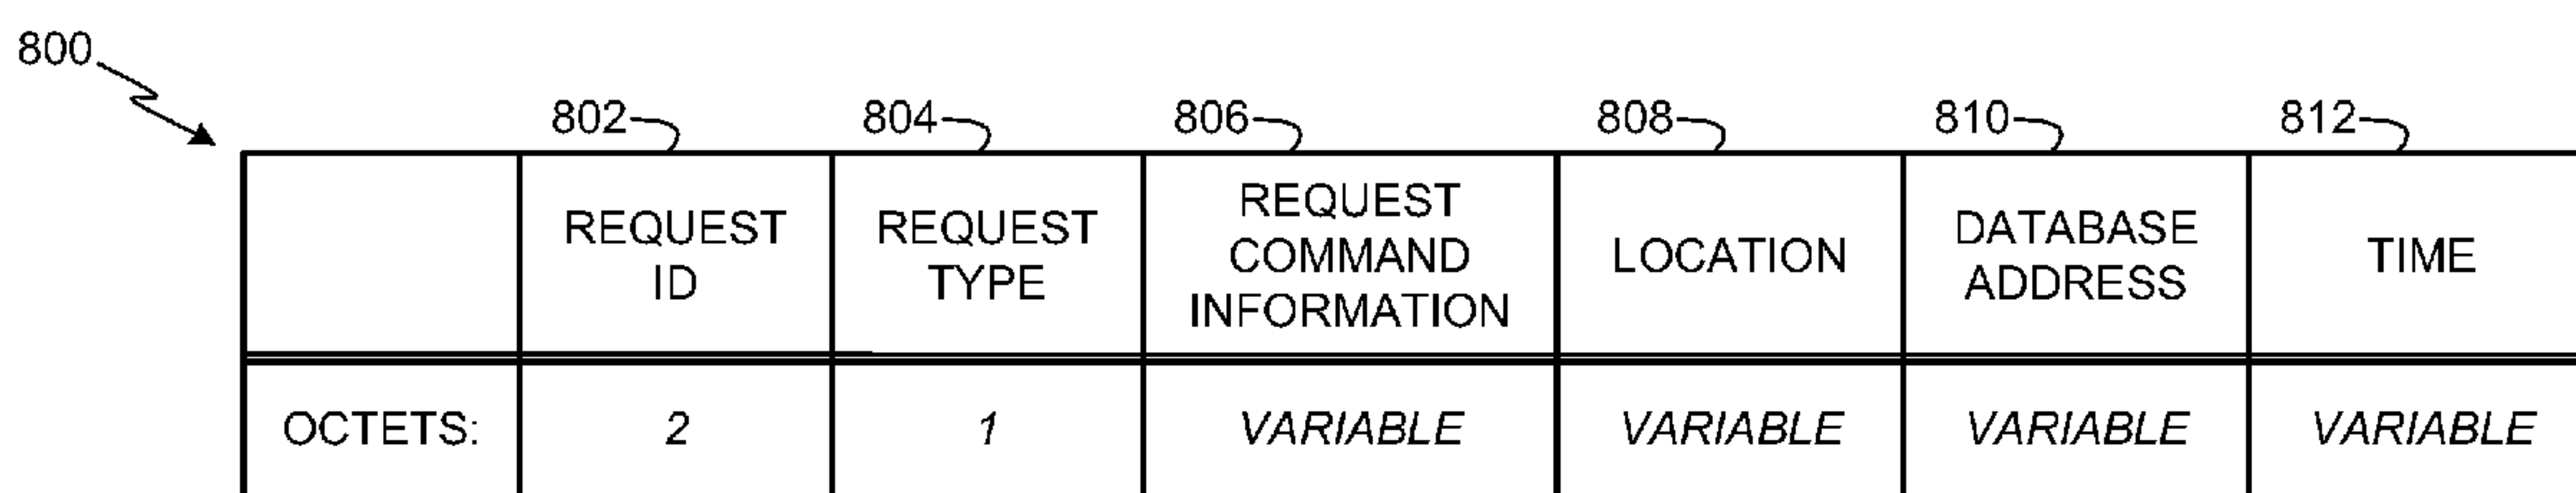 800
802 804 806 808 810 812
REQUEST ID
REQUEST TYPE
REQUEST COMMAND INFORMATION
LOCATION
DATABASE ADDRESS
TIME
OCTETS: 2 1 VARIABLE VARIABLE VARIABLE VARIABLE